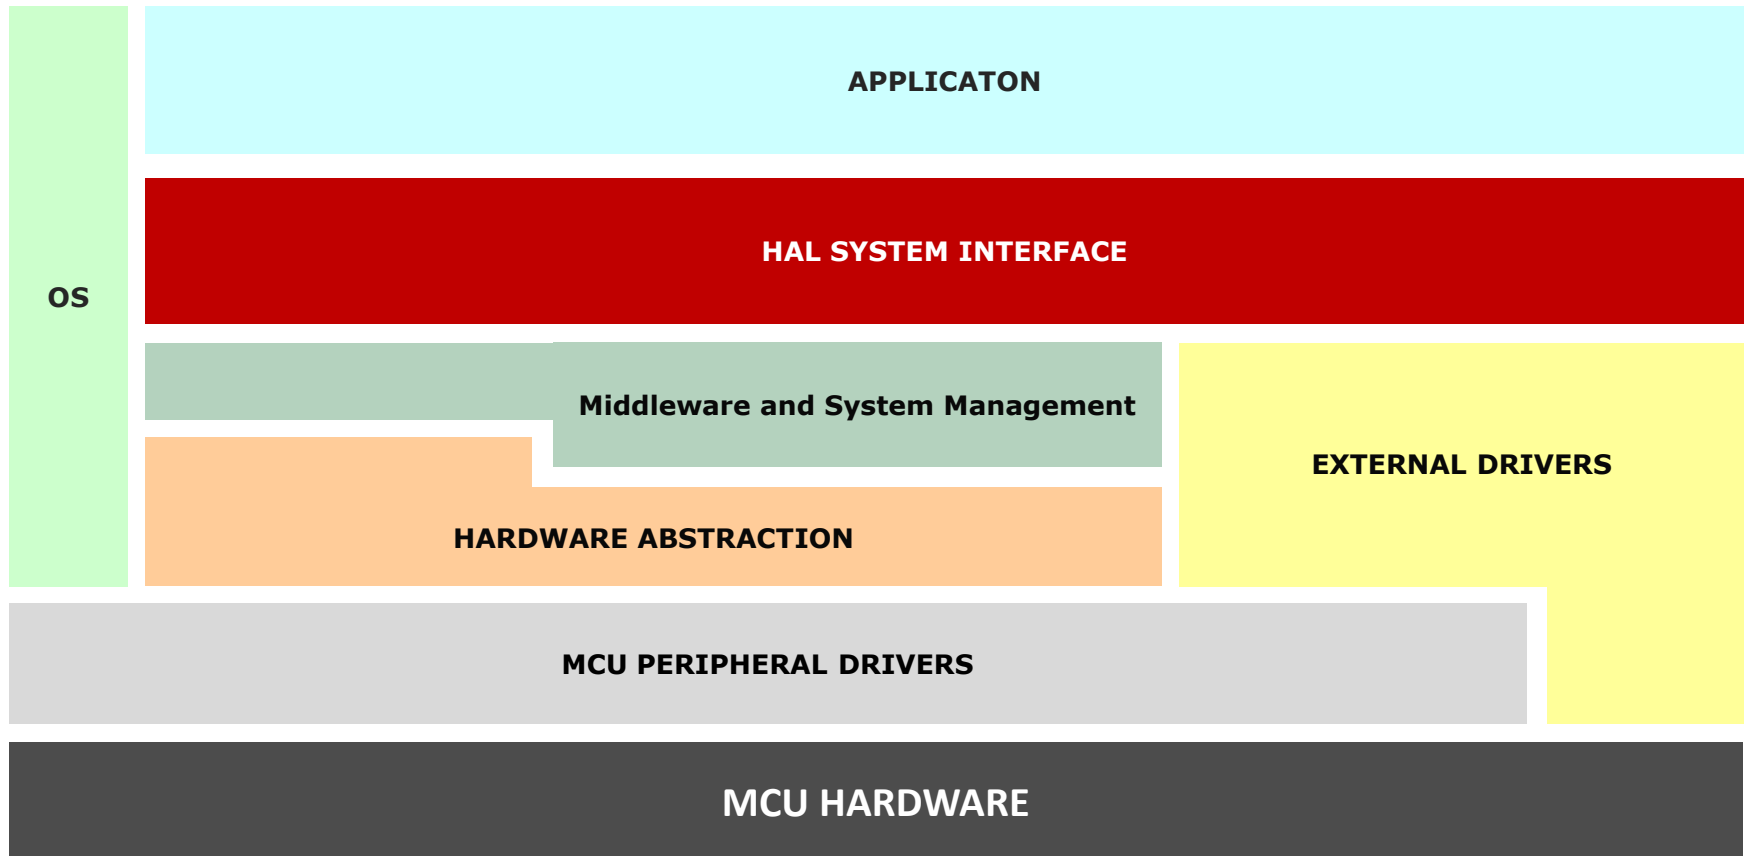 APPLICATON
HAL SYSTEM INTERFACE
OS
Middleware and System Management
EXTERNAL DRIVERS
HARDWARE ABSTRACTION
MCU PERIPHERAL DRIVERS
MCU HARDWARE